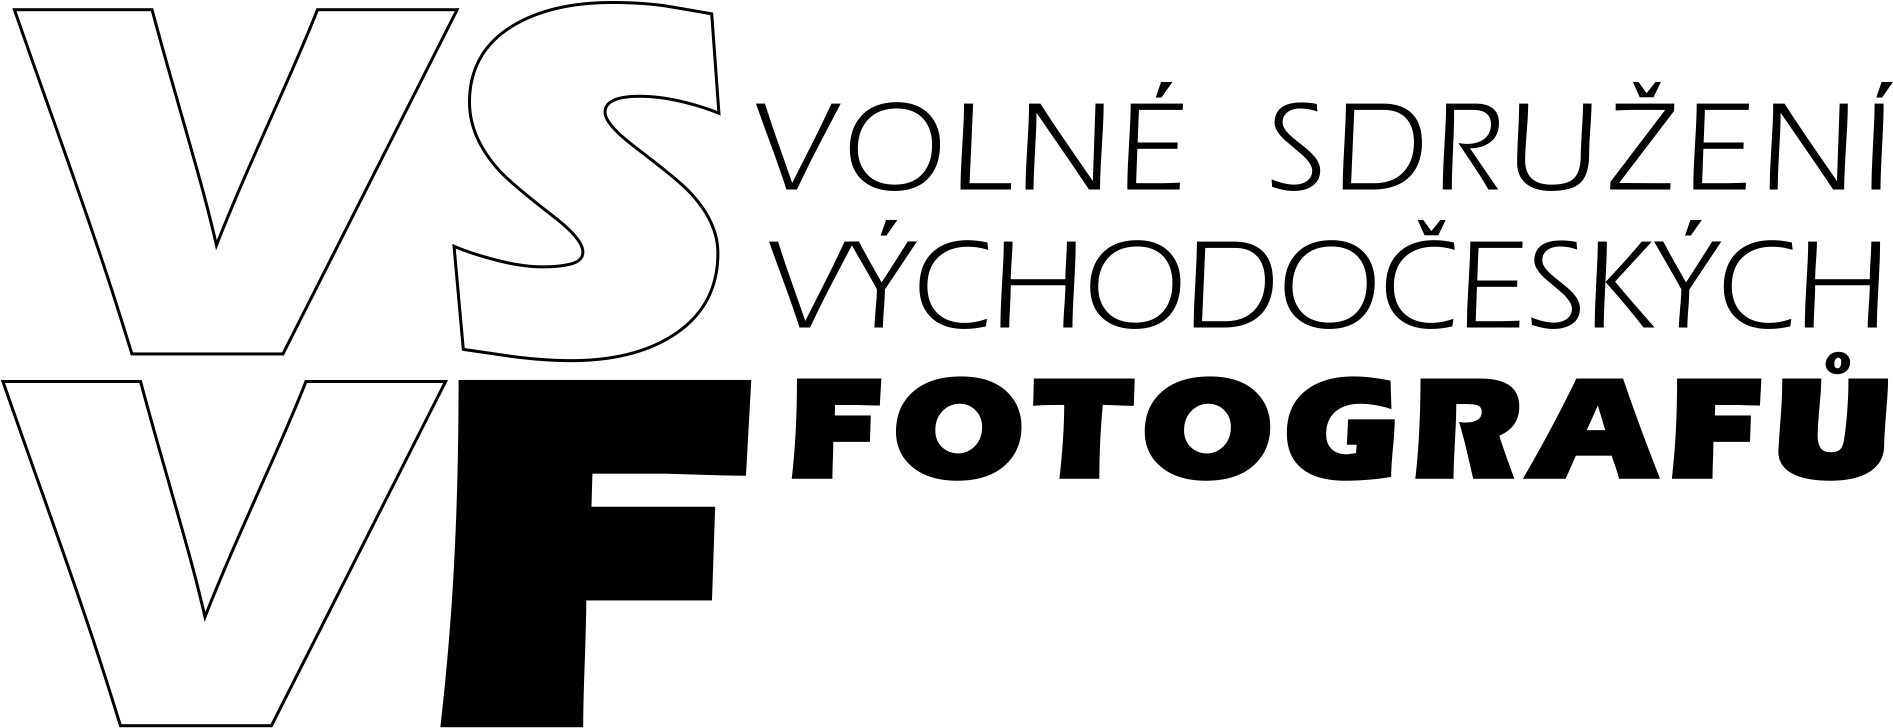 VS
VF
VOLNÉ SDRUŽENÍ
VÝCHODOČESKÝCH
FOTOGRAFŮ